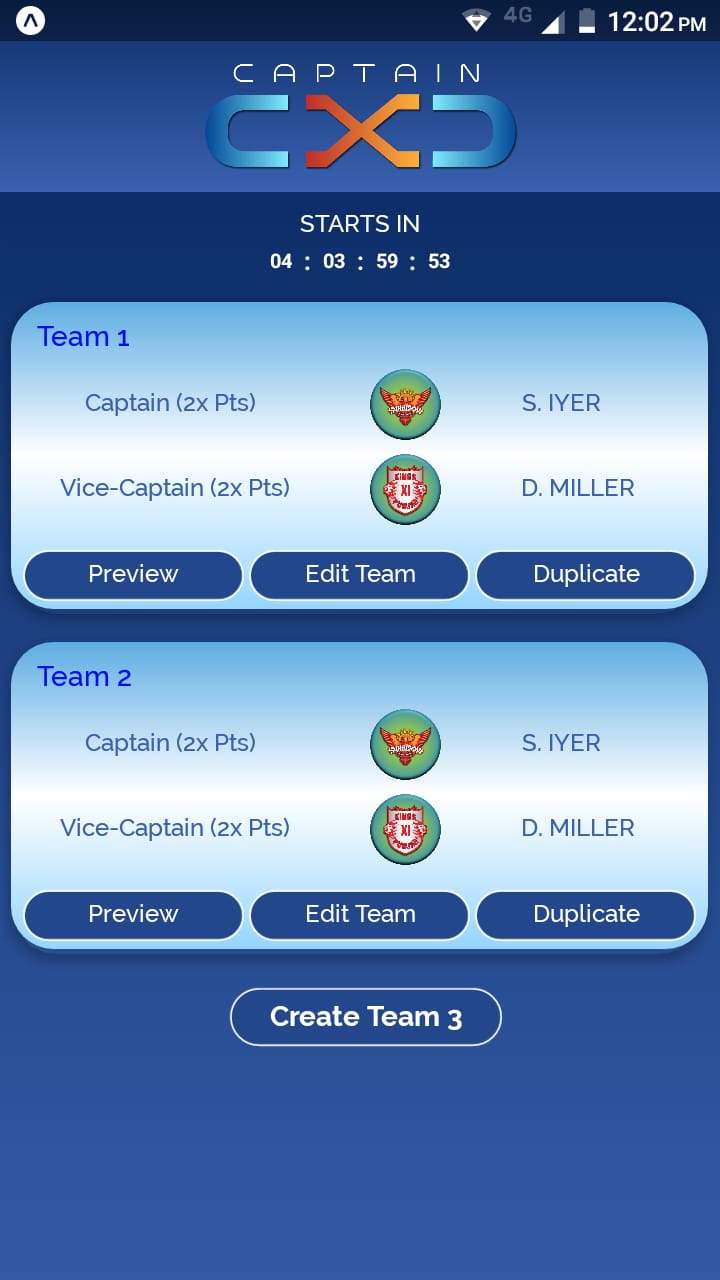 4G 12:02 PM
CAPTAIN
CXD
STARTS IN
04 : 03 : 59 : 53
Team 1
Captain (2x Pts) S. IYER
KINGS
XI
PUNJAB
Vice-Captain (2x Pts) D. MILLER
Preview Edit Team Duplicate
Team 2
Captain (2x Pts) S. IYER
KINGS
XI
PUNJAB
Vice-Captain (2x Pts) D. MILLER
Preview Edit Team Duplicate
Create Team 3